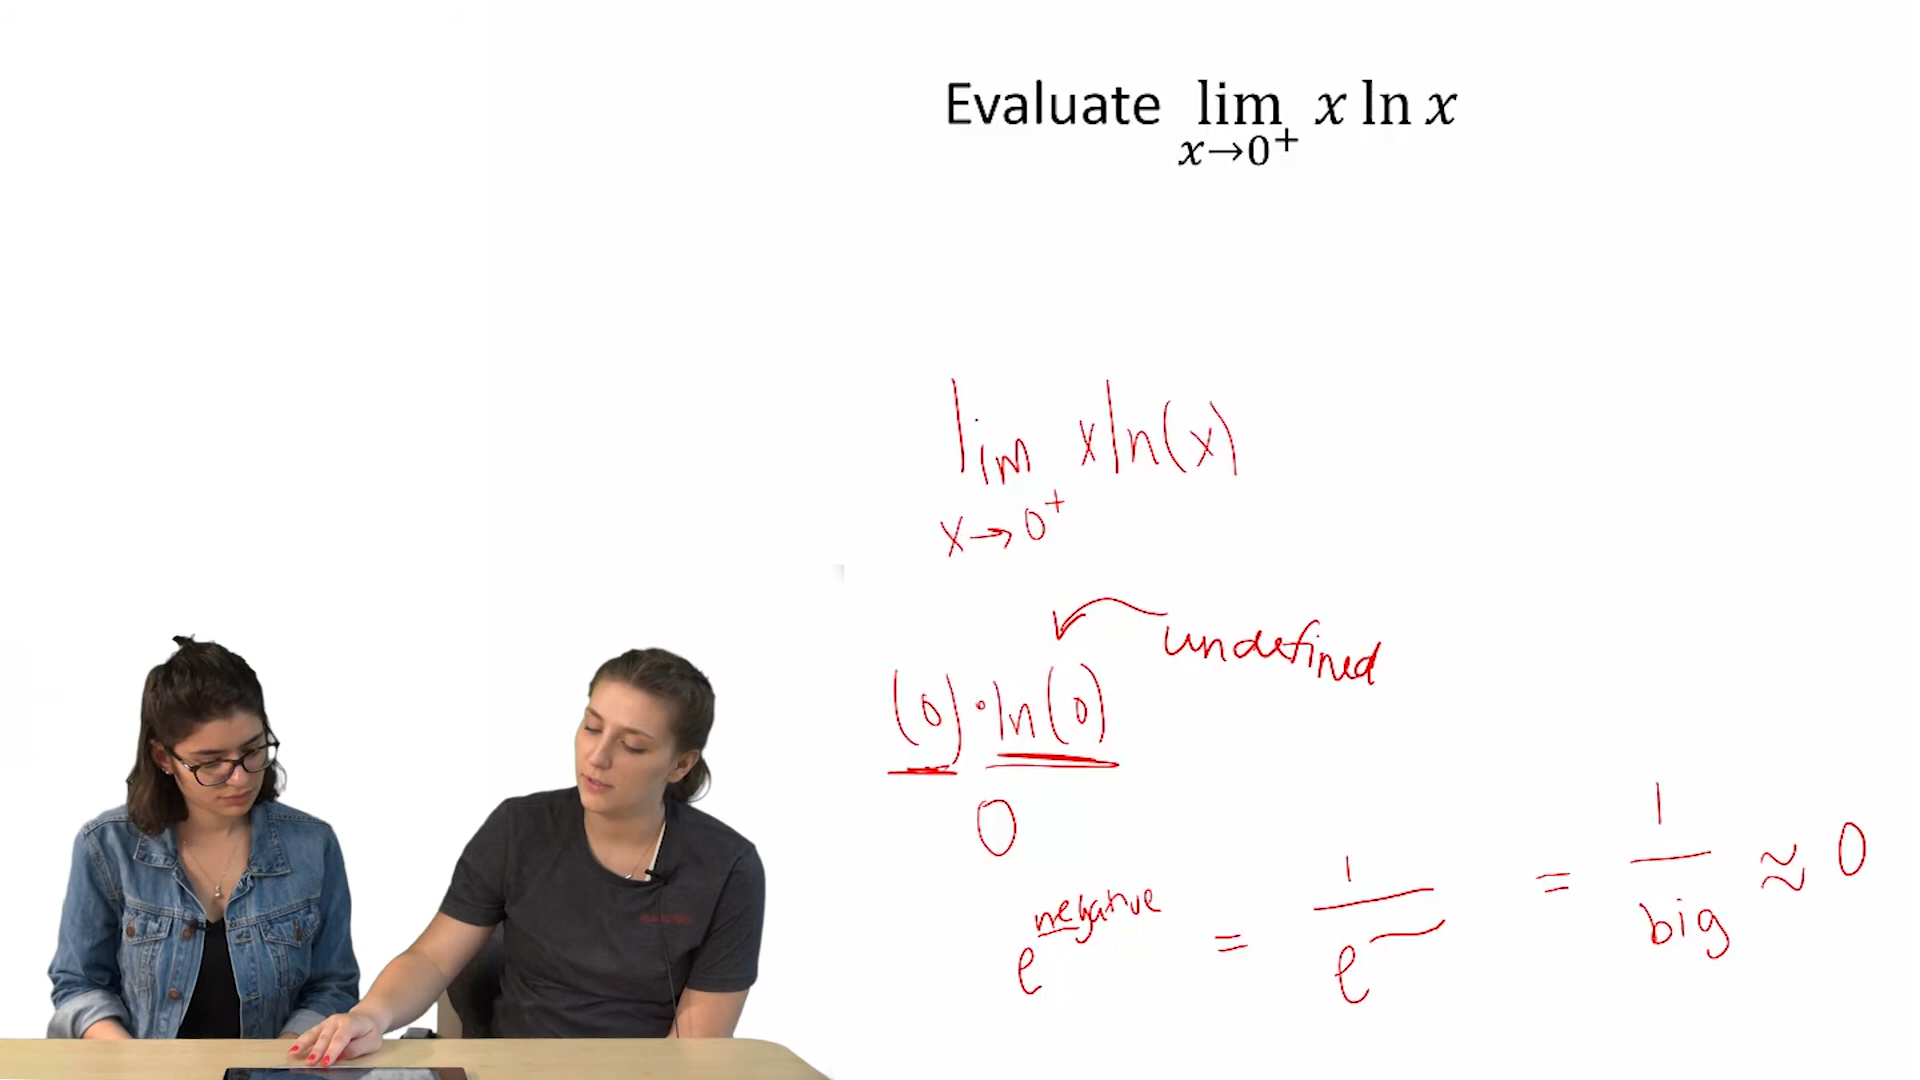 Evaluate lim x ln x
x→0⁺
lim x ln(x)
x→0⁺
undefined
(0)·ln(0)
0
e^negative = 1/e = 1/big ≈ 0